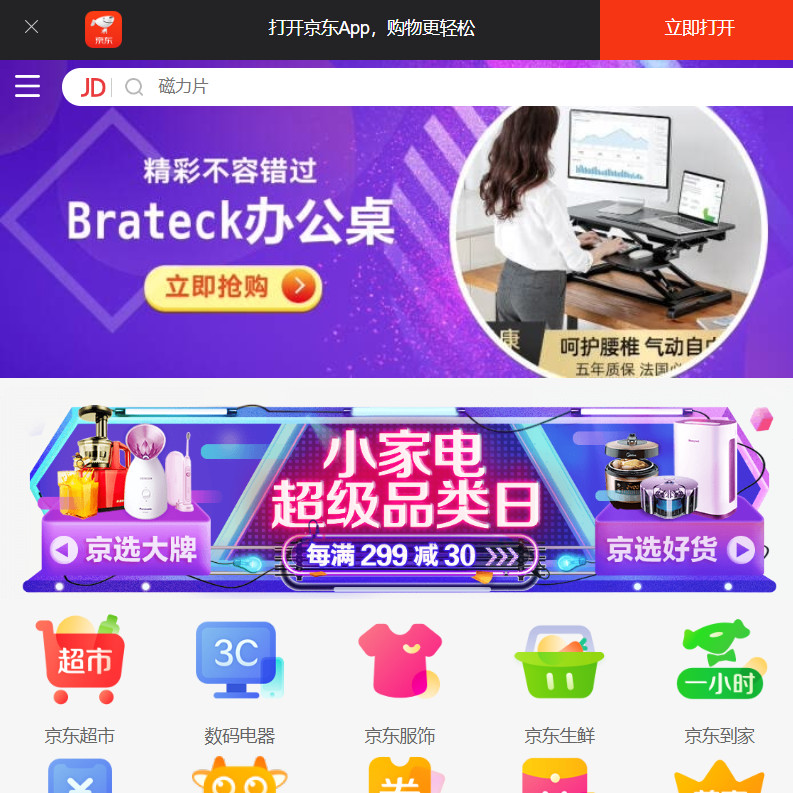 京东
打开京东App，购物更轻松
立即打开
JD
磁力片
精彩不容错过
Brateck办公桌
立即抢购
康
呵护腰椎 气动自
五年质保 法国
小家电
超级品类日
京选大牌
每满 299 减 30
京选好货
超市
3C
一小时
京东超市
数码电器
京东服饰
京东生鲜
京东到家